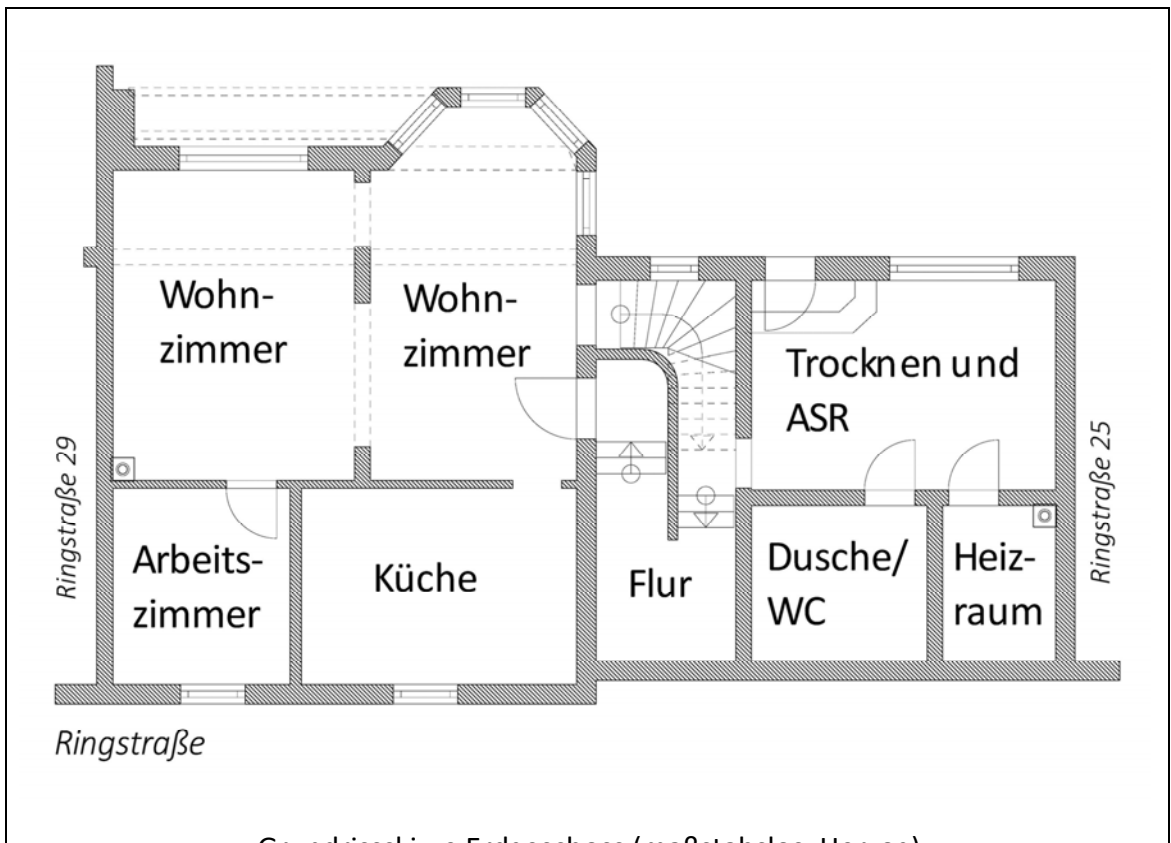 Wohn-
zimmer
Wohn-
zimmer
Trocknen und
ASR
Ringstraße 29
Ringstraße 25
Arbeits-
zimmer
Küche
Flur
Dusche/
WC
Heiz-
raum
Ringstraße